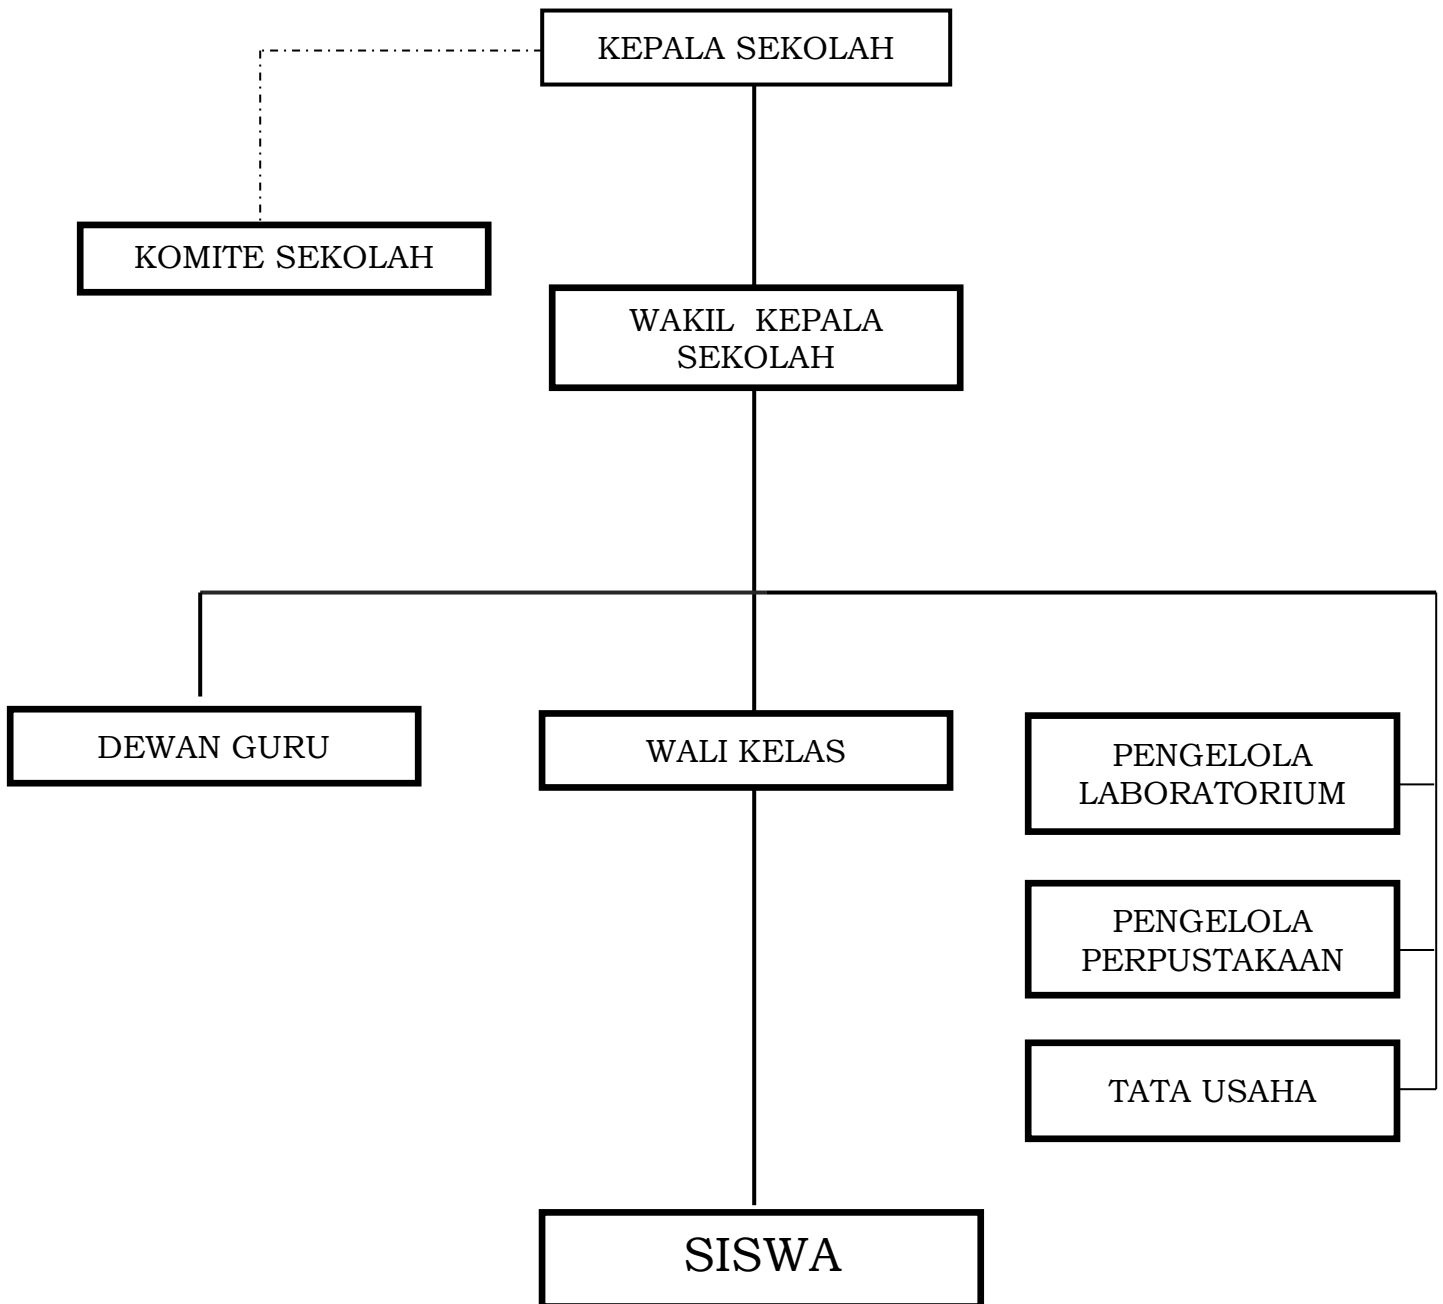 KEPALA SEKOLAH
KOMITE SEKOLAH
WAKIL  KEPALA
SEKOLAH
DEWAN GURU
WALI KELAS
PENGELOLA
LABORATORIUM
PENGELOLA
PERPUSTAKAAN
TATA USAHA
SISWA